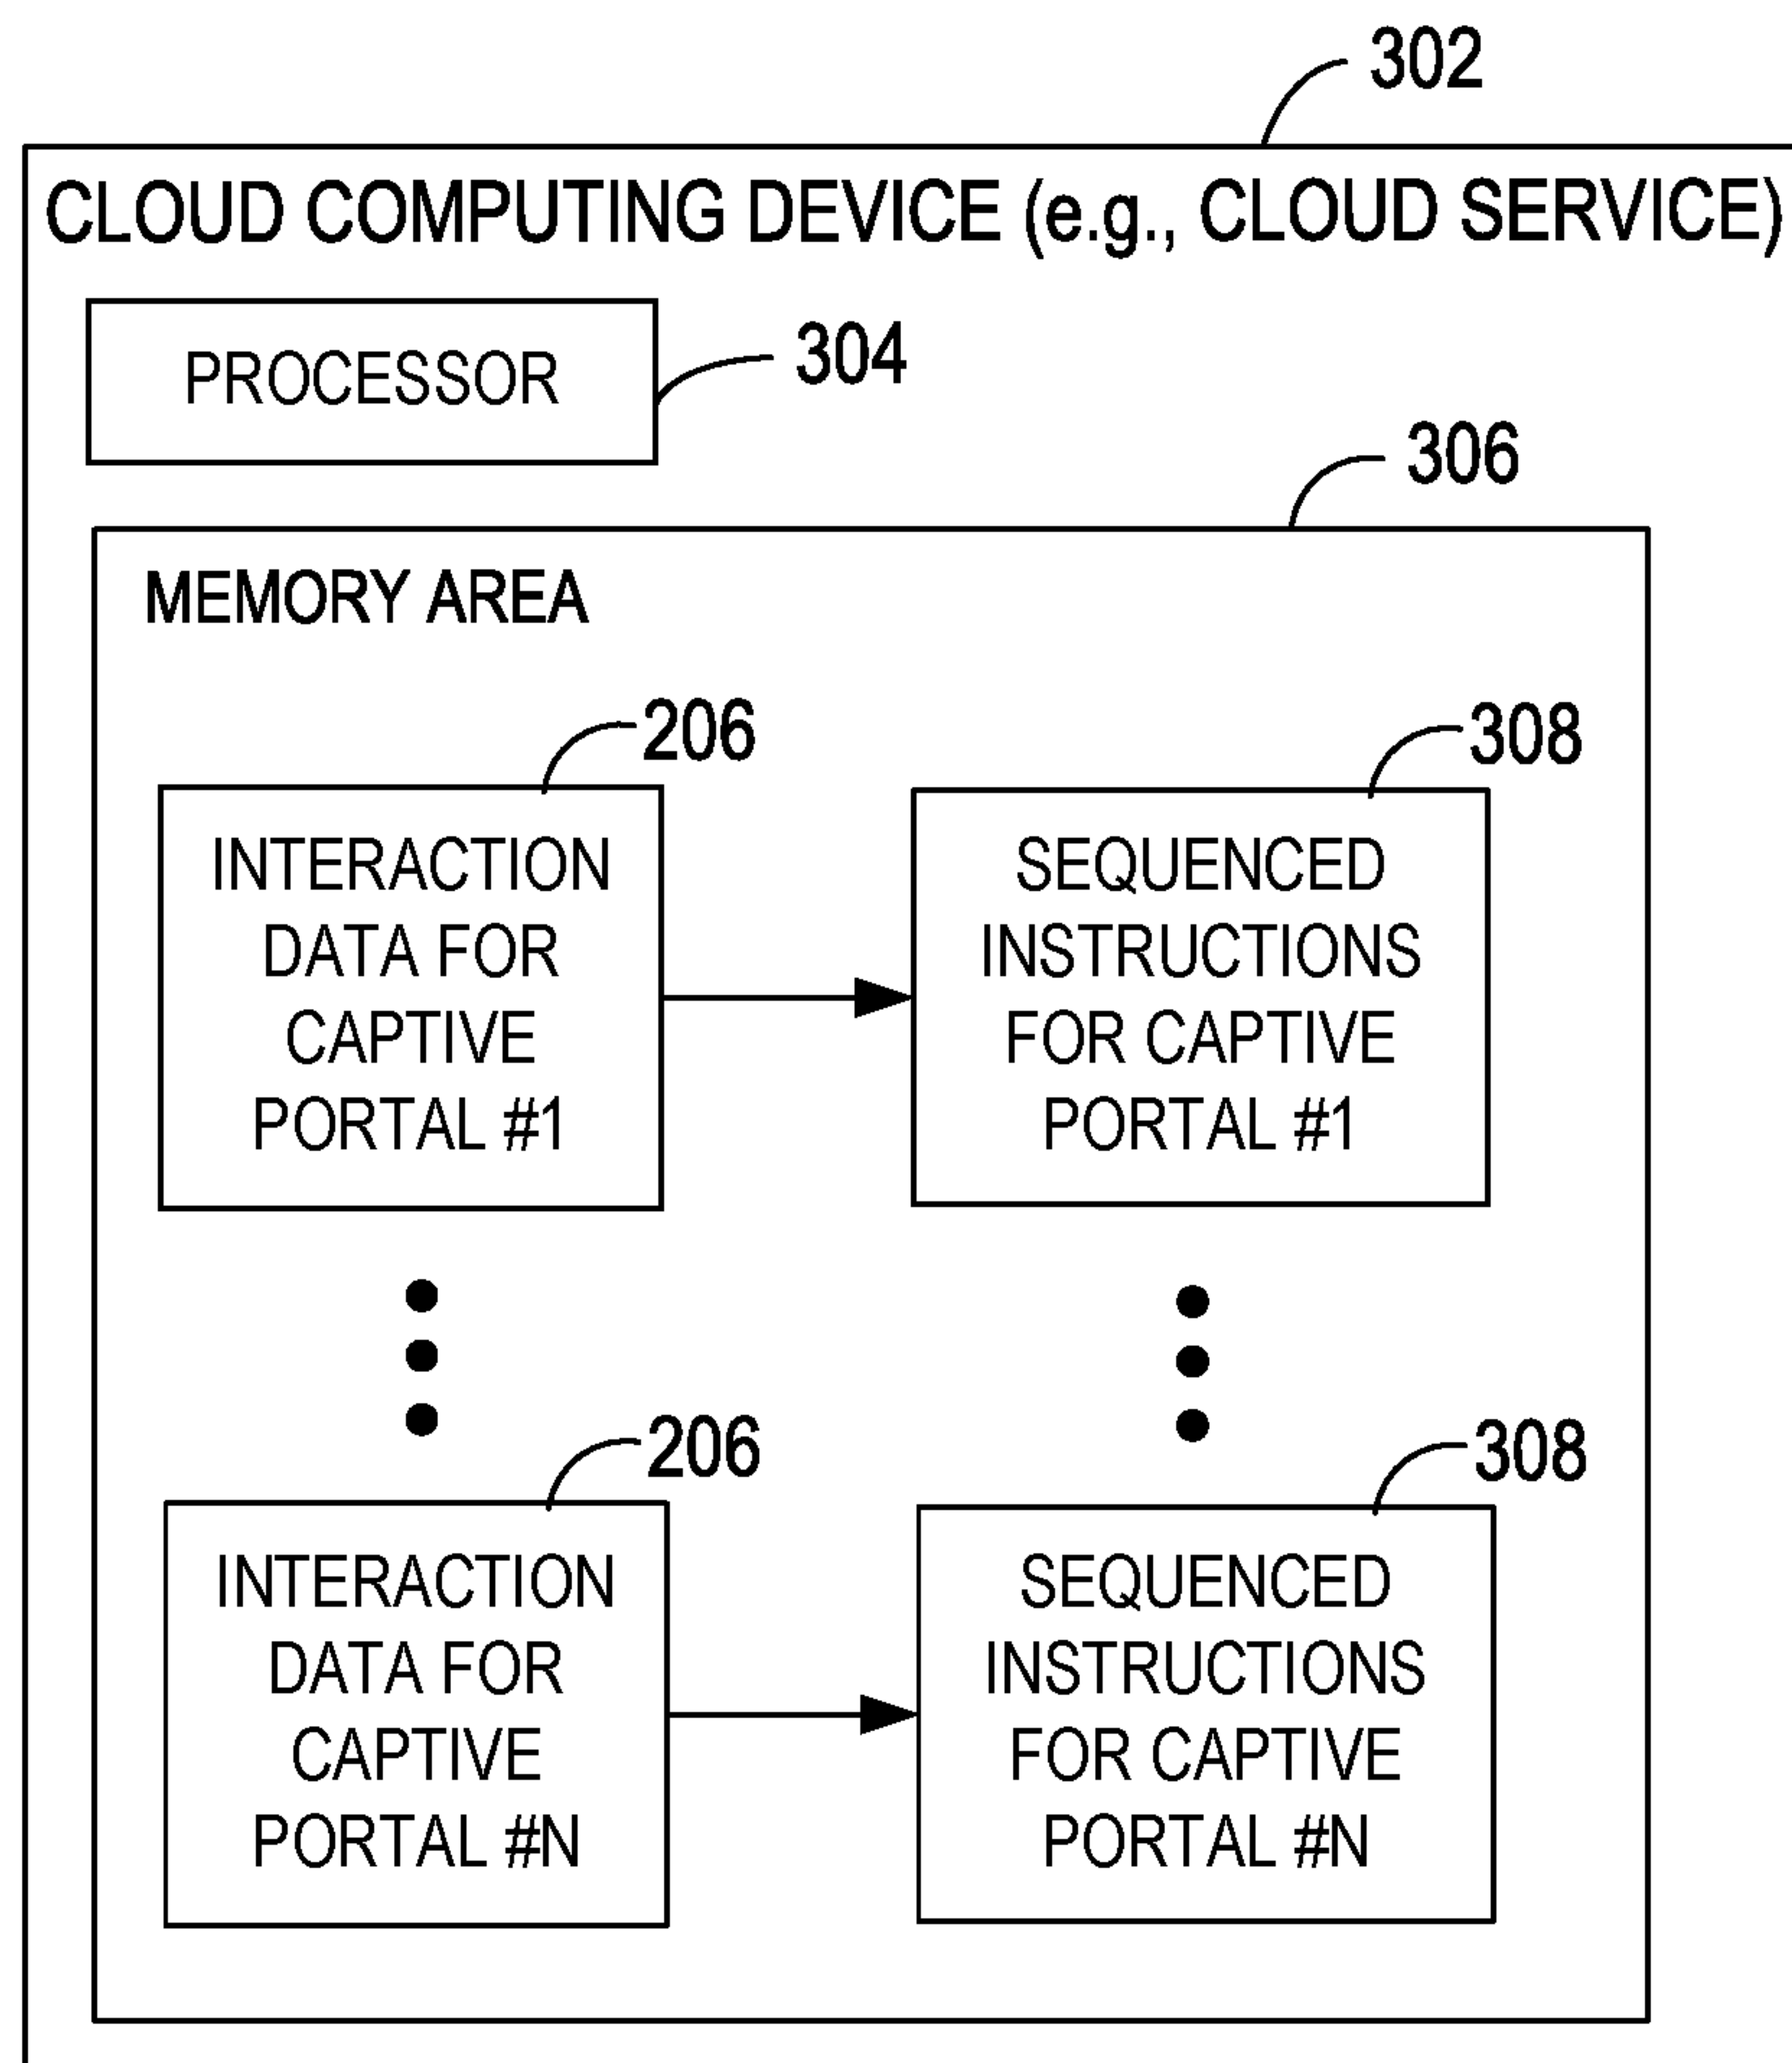 302
CLOUD COMPUTING DEVICE (e.g., CLOUD SERVICE)
PROCESSOR
304
306
MEMORY AREA
206
308
INTERACTION
DATA FOR
CAPTIVE
PORTAL #1
SEQUENCED
INSTRUCTIONS
FOR CAPTIVE
PORTAL #1
206
308
INTERACTION
DATA FOR
CAPTIVE
PORTAL #N
SEQUENCED
INSTRUCTIONS
FOR CAPTIVE
PORTAL #N